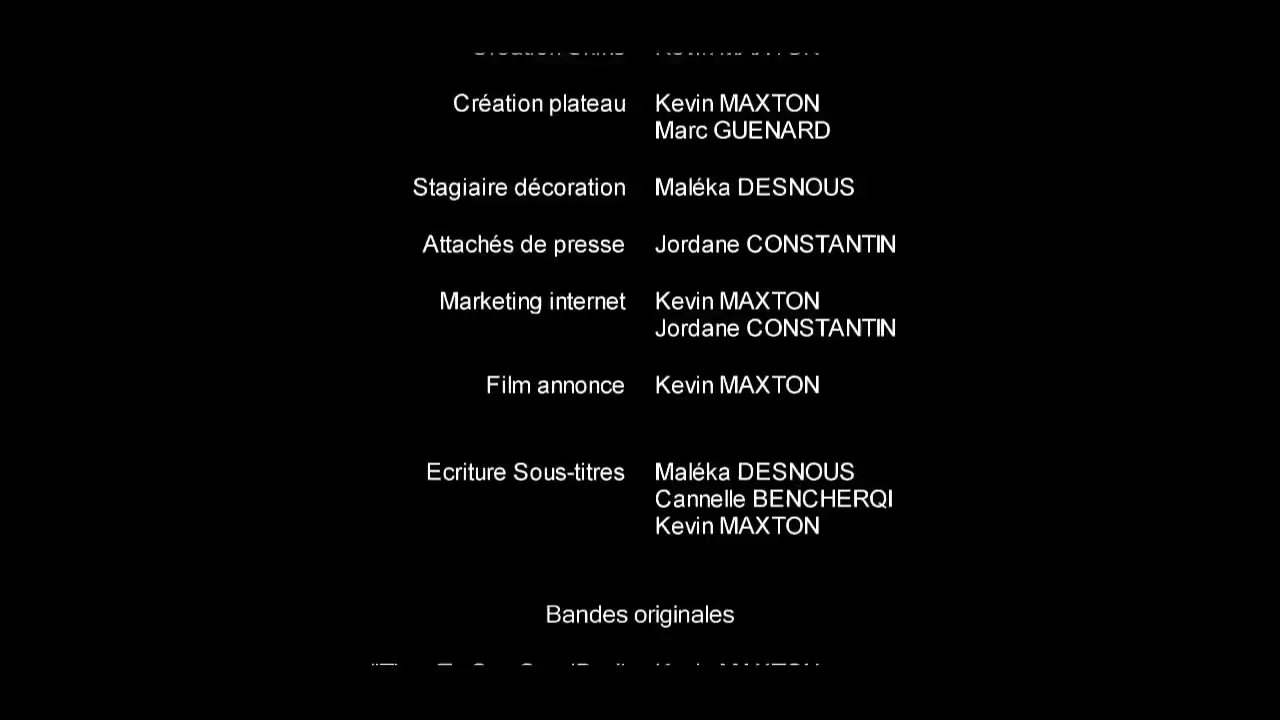 Création plateau Kevin MAXTON
Marc GUENARD
Stagiaire décoration Maléka DESNOUS
Attachés de presse Jordane CONSTANTIN
Marketing internet Kevin MAXTON
Jordane CONSTANTIN
Film annonce Kevin MAXTON
Ecriture Sous-titres Maléka DESNOUS
Cannelle BENCHERQI
Kevin MAXTON
Bandes originales